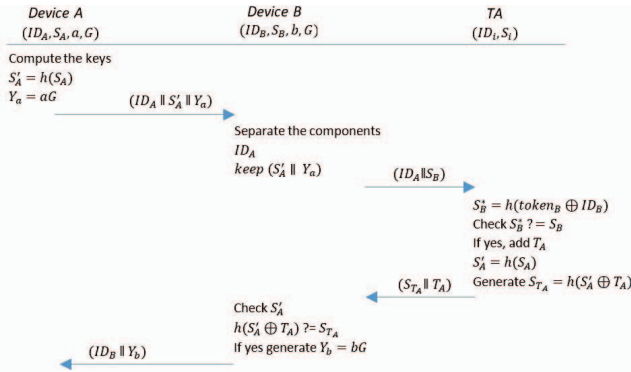 Device A Device B TA
(ID_A, S_A, a, G) (ID_B, S_B, b, G) (ID_i, S_i)
Compute the keys
S'_A = h(S_A)
Y_a = aG
(ID_A ∥ S'_A ∥ Y_a)
Separate the components
ID_A
keep (S'_A ∥ Y_a)
(ID_A∥S_B)
S*_B = h(token_B ⊕ ID_B)
Check S*_B ?= S_B
If yes, add T_A
S'_A = h(S_A)
Generate S_{T_A} = h(S'_A ⊕ T_A)
(S_{T_A} ∥ T_A)
Check S'_A
h(S'_A ⊕ T_A) ?= S_{T_A}
If yes generate Y_b = bG
(ID_B ∥ Y_b)